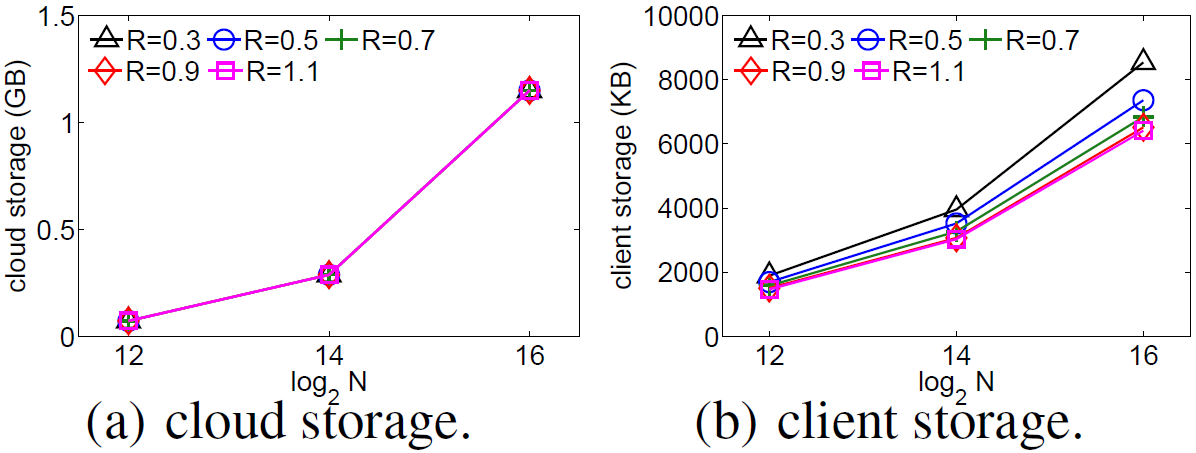 cloud storage (GB)
1.5
1
0.5
0
R=0.3 R=0.5 R=0.7
R=0.9 R=1.1
12 14 16
log2 N
(a) cloud storage.
client storage (KB)
10000
8000
6000
4000
2000
0
R=0.3 R=0.5 R=0.7
R=0.9 R=1.1
12 14 16
log2 N
(b) client storage.